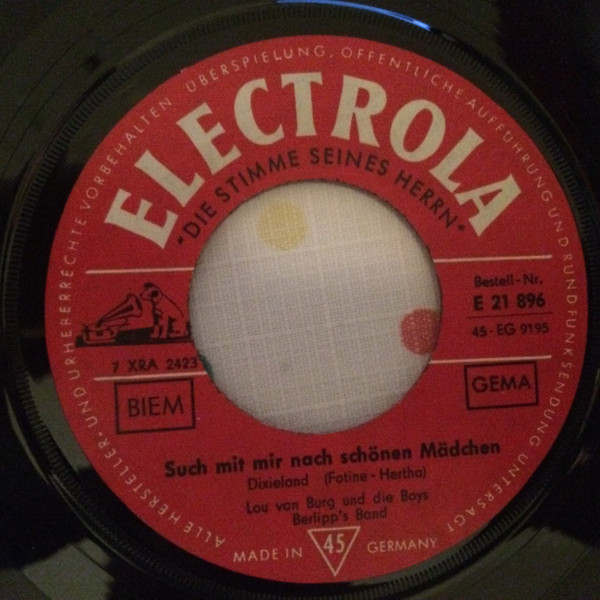 ALLE HERSTELLER- UND URHEBERRECHTE VORBEHALTEN ÜBERSPIELUNG, ÖFFENTLICHE AUFFÜHRUNG UND RUNDFUNKSENDUNG UNTERSAGT
ELECTROLA
"DIE STIMME SEINES HERRN"
Bestell-Nr.
E 21 896
45-EG 9195
7 XRA 2423
BIEM
GEMA
Such mit mir nach schönen Mädchen
Dixieland (Fotine-Hertha)
Lou van Burg und die Boys
Berlipp's Band
MADE IN 45 GERMANY